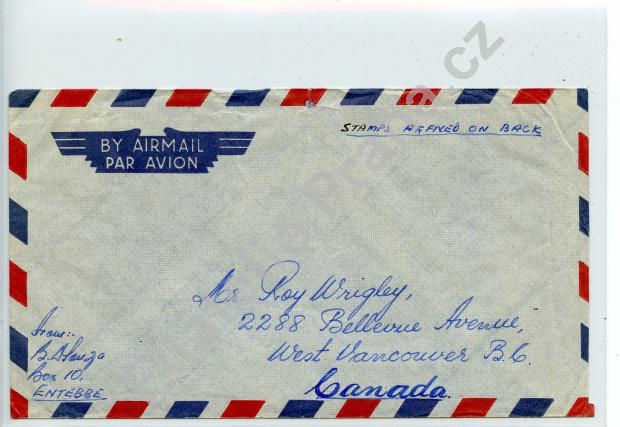 BY AIRMAIL
PAR AVION
STAMPS AFFIXED ON BACK
Mr. Roy Wrigley,
2288 Bellevue Avenue,
West Vancouver B.C.
Canada.
From:-
B. D'Souza
Box 10,
ENTEBBE